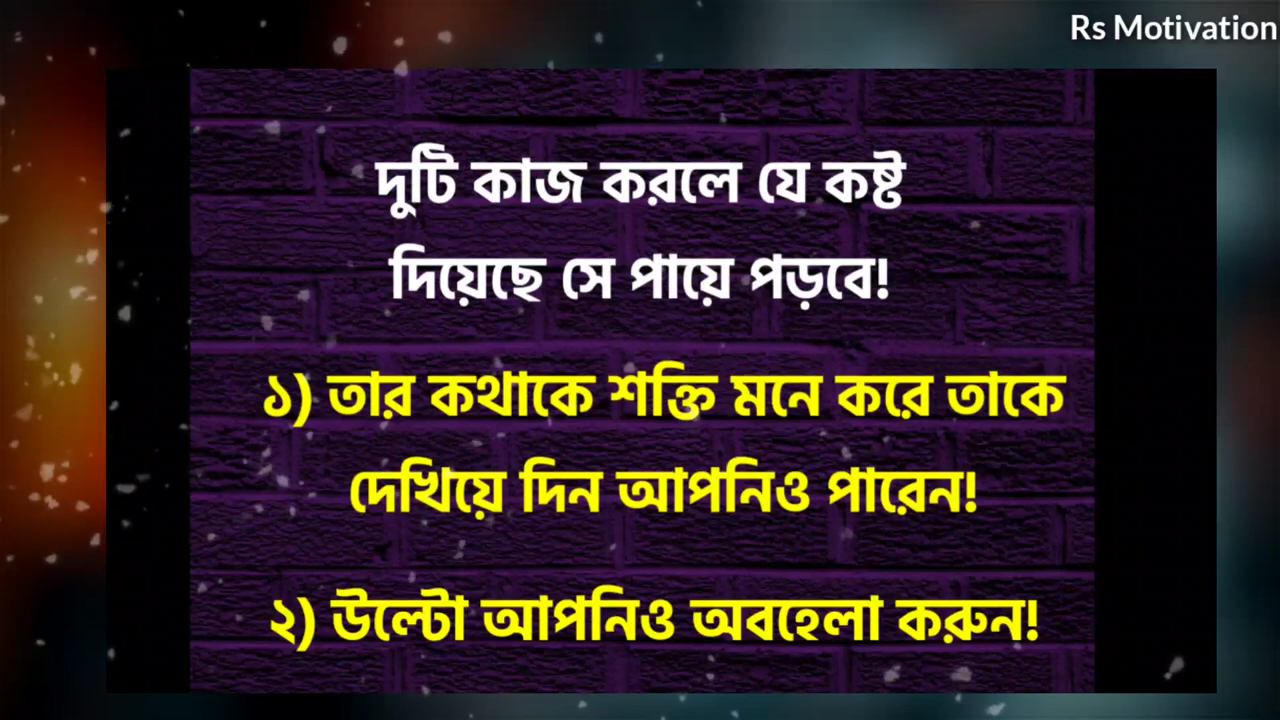 Rs Motivation
দুটি কাজ করলে যে কষ্ট
দিয়েছে সে পায়ে পড়বে!
১) তার কথাকে শক্তি মনে করে তাকে
দেখিয়ে দিন আপনিও পারেন!
২) উল্টো আপনিও অবহেলা করুন!